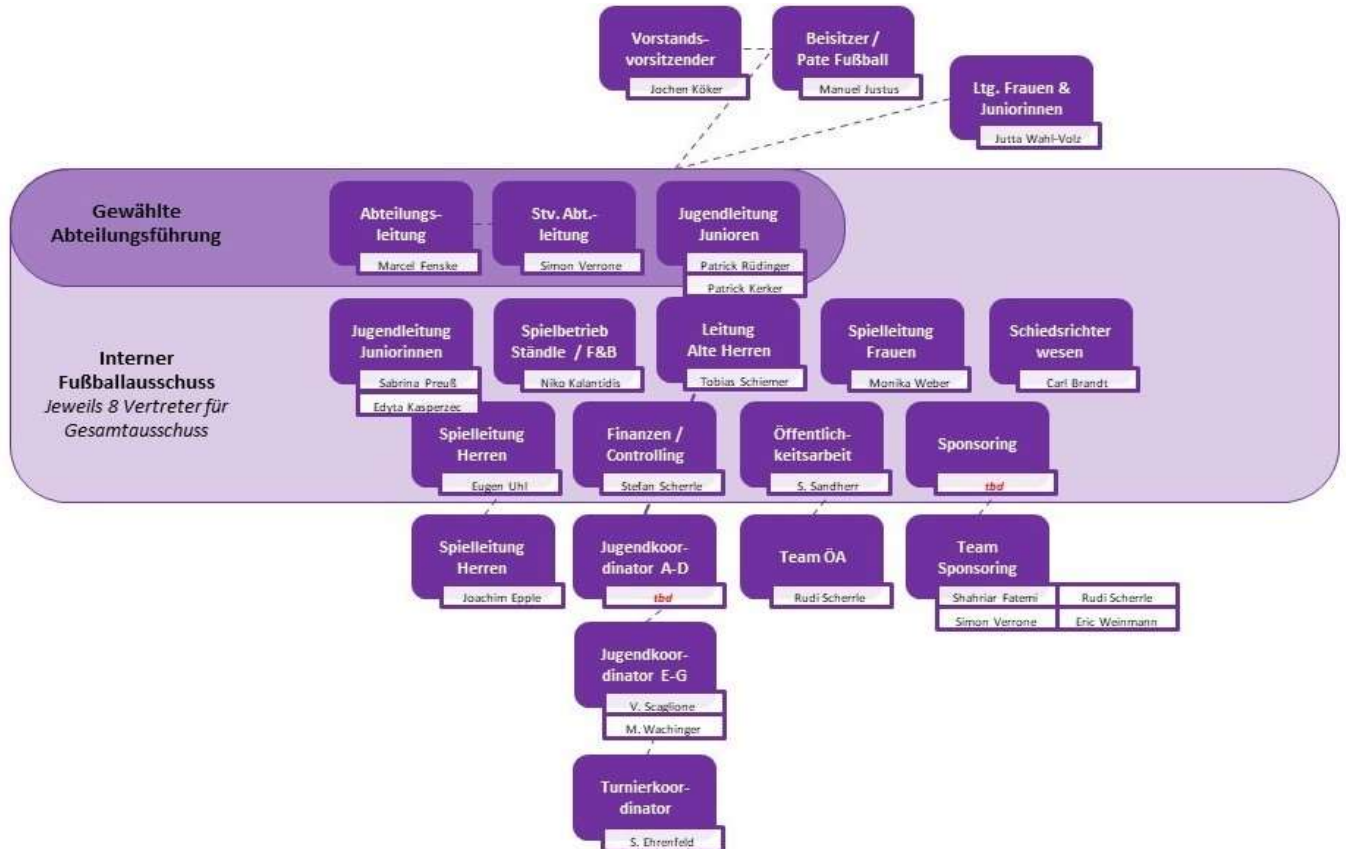 Vorstands-
vorsitzender
Jochen Köker
Beisitzer /
Pate Fußball
Manuel Justus
Ltg. Frauen &
Juniorinnen
Jutta Wahl-Volz
Gewählte
Abteilungsführung
Abteilungs-
leitung
Marcel Fenske
Stv. Abt.-
leitung
Simon Verrone
Jugendleitung
Junioren
Patrick Rüdinger
Patrick Kerker
Interner
Fußballausschuss
Jeweils 8 Vertreter für
Gesamtausschuss
Jugendleitung
Juniorinnen
Sabrina Preuß
Edyta Kasperzec
Spielbetrieb
Ständle / F&B
Niko Kalantidis
Leitung
Alte Herren
Tobias Schiemer
Spielleitung
Frauen
Monika Weber
Schiedsrichter
wesen
Carl Brandt
Spielleitung
Herren
Eugen Uhl
Finanzen /
Controlling
Stefan Scherrle
Öffentlich-
keitsarbeit
S. Sandherr
Sponsoring
tbd
Spielleitung
Herren
Joachim Epple
Jugendkoor-
dinator A-D
tbd
Team ÖA
Rudi Scherrle
Team
Sponsoring
Shahriar Fatemi
Rudi Scherrle
Simon Verrone
Eric Weinmann
Jugendkoor-
dinator E-G
V. Scaglione
M. Wachinger
Turnierkoor-
dinator
S. Ehrenfeld